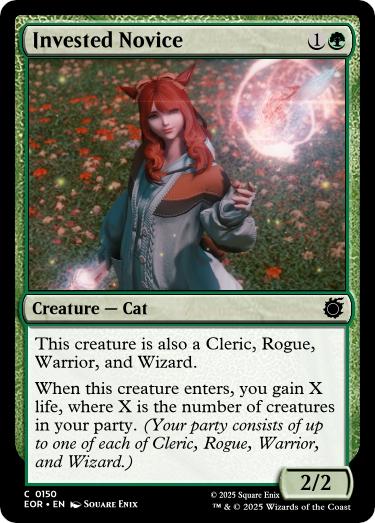 Invested Novice 1
Creature — Cat
This creature is also a Cleric, Rogue,
Warrior, and Wizard.
When this creature enters, you gain X
life, where X is the number of creatures
in your party. (Your party consists of up
to one of each of Cleric, Rogue, Warrior,
and Wizard.)
2/2
C 0150
EOR • EN Square Enix
© 2025 Square Enix
™ & © 2025 Wizards of the Coast